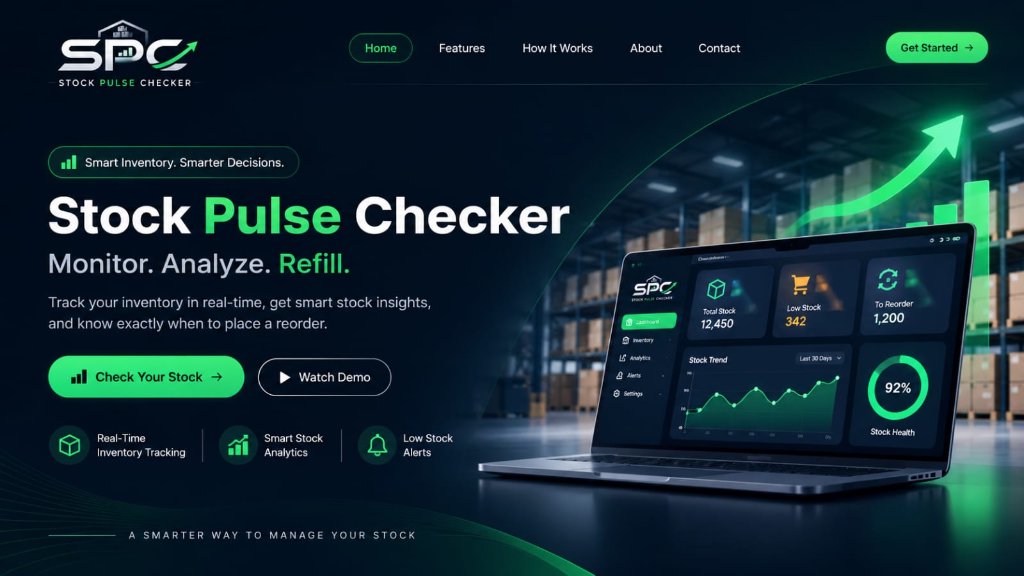 SPC
STOCK PULSE CHECKER
Home
Features
How It Works
About
Contact
Get Started
Smart Inventory. Smarter Decisions.
Stock Pulse Checker
Monitor. Analyze. Refill.
Track your inventory in real-time, get smart stock insights,
and know exactly when to place a reorder.
Check Your Stock
Watch Demo
Real-Time
Inventory Tracking
Smart Stock
Analytics
Low Stock
Alerts
A SMARTER WAY TO MANAGE YOUR STOCK
SPC
STOCK PULSE CHECKER
Dashboard
Inventory
Analytics
Alerts
Settings
Total Stock
12,450
Low Stock
342
To Reorder
1,200
Stock Trend
Last 30 Days
92%
Stock Health